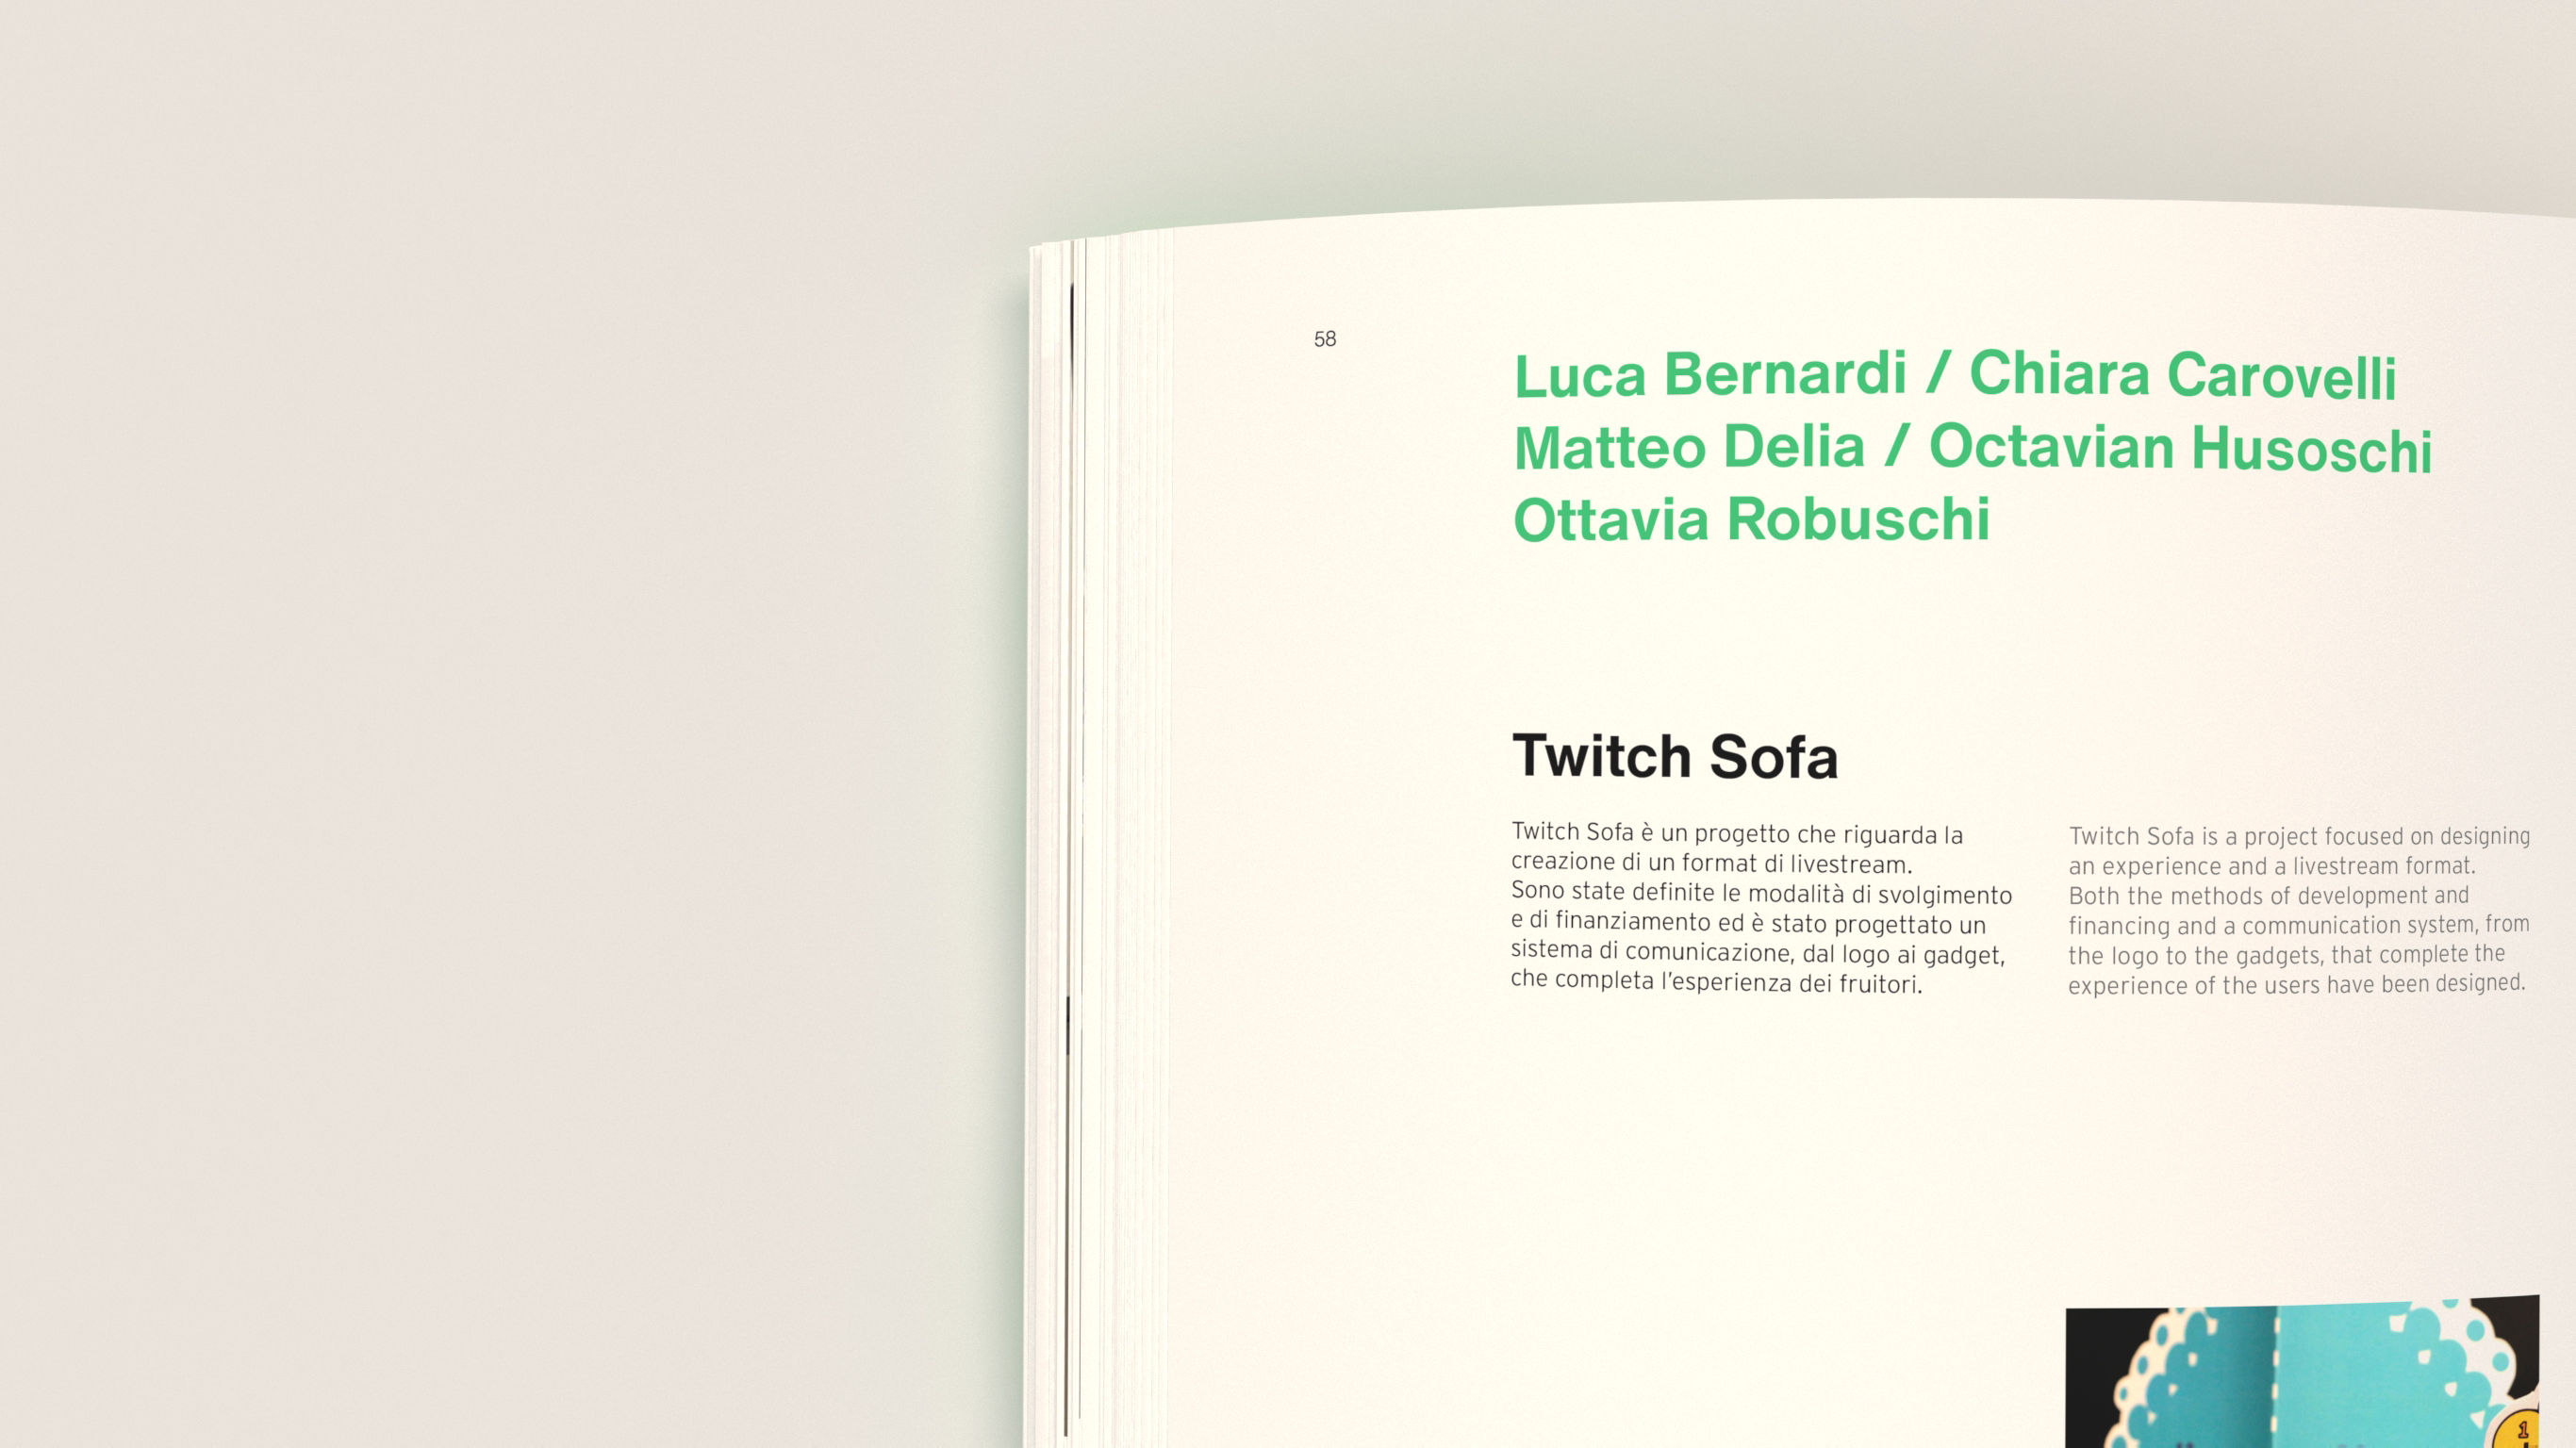 58
Luca Bernardi / Chiara Carovelli
Matteo Delia / Octavian Husoschi
Ottavia Robuschi
Twitch Sofa
Twitch Sofa è un progetto che riguarda la
creazione di un format di livestream.
Sono state definite le modalità di svolgimento
e di finanziamento ed è stato progettato un
sistema di comunicazione, dal logo ai gadget,
che completa l'esperienza dei fruitori.
Twitch Sofa is a project focused on designing
an experience and a livestream format.
Both the methods of development and
financing and a communication system, from
the logo to the gadgets, that complete the
experience of the users have been designed.
1